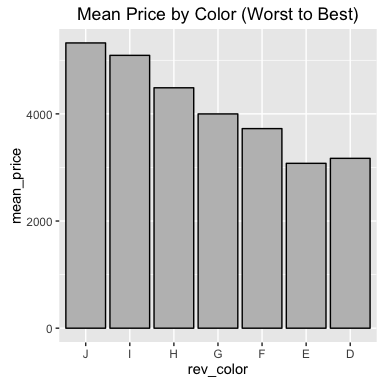 Mean Price by Color (Worst to Best)
mean_price
4000
2000
0
J I H G F E D
rev_color